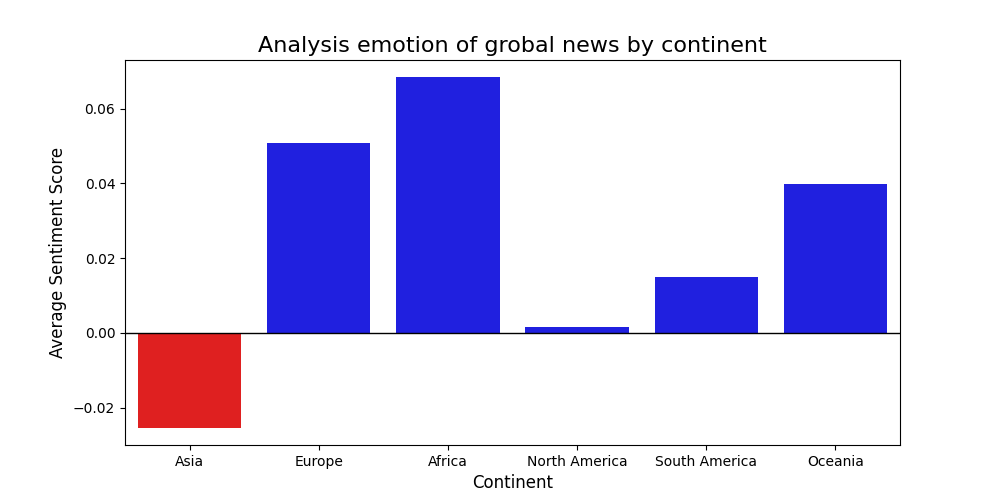 Analysis emotion of grobal news by continent
Average Sentiment Score
0.06
0.04
0.02
0.00
−0.02
Asia
Europe
Africa
North America
South America
Oceania
Continent